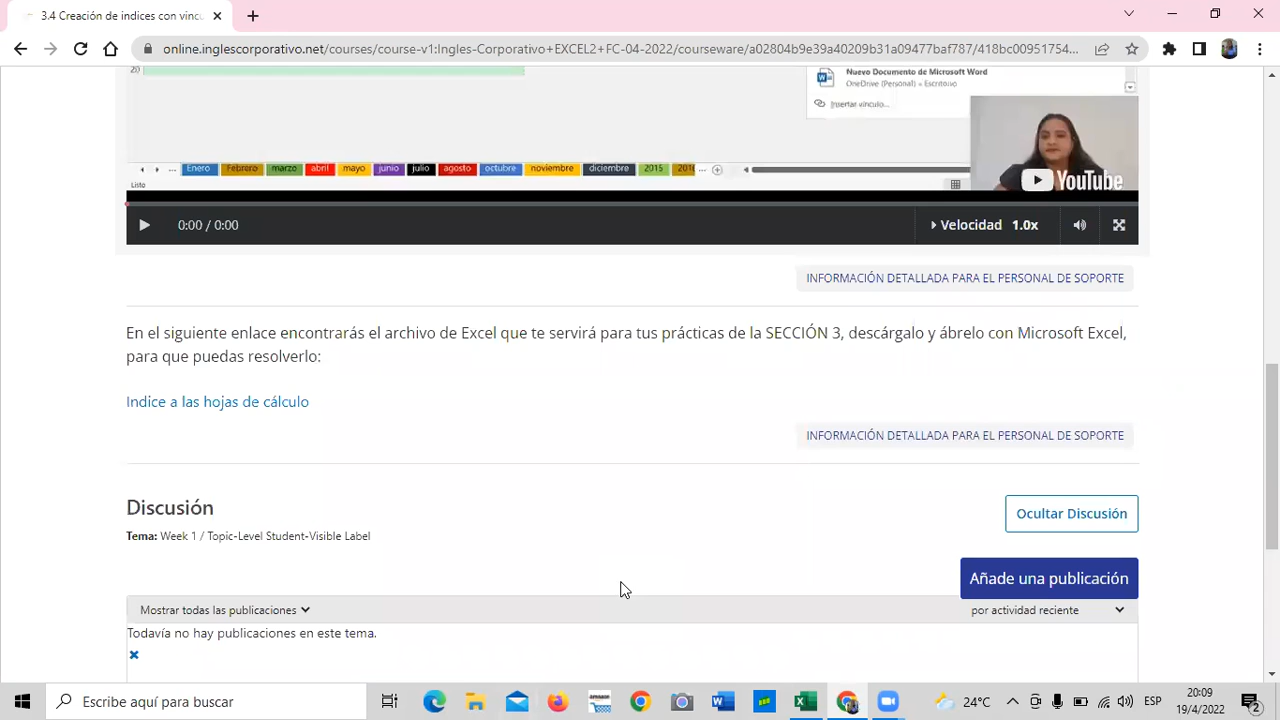 3.4 Creación de indices con vincu
online.inglescorporativo.net/courses/course-v1:Ingles-Corporativo+EXCEL2+FC-04-2022/courseware/a02804b9e39a40209b31a09477baf787/418bc00951754...
20
Nuevo Documento de Microsoft Word
OneDrive (Personal) » Escritorio
Insertar vínculo...
... Enero Febrero marzo abril mayo junio julio agosto octubre noviembre diciembre 2015 ...
Listo
YouTube
0:00 / 0:00
Velocidad 1.0x
INFORMACIÓN DETALLADA PARA EL PERSONAL DE SOPORTE
En el siguiente enlace encontrarás el archivo de Excel que te servirá para tus prácticas de la SECCIÓN 3, descárgalo y ábrelo con Microsoft Excel,
para que puedas resolverlo:
Indice a las hojas de cálculo
INFORMACIÓN DETALLADA PARA EL PERSONAL DE SOPORTE
Discusión
Ocultar Discusión
Tema: Week 1 / Topic-Level Student-Visible Label
Añade una publicación
Mostrar todas las publicaciones
por actividad reciente
Todavía no hay publicaciones en este tema.
Escribe aquí para buscar
24°C
ESP
20:09
19/4/2022
2